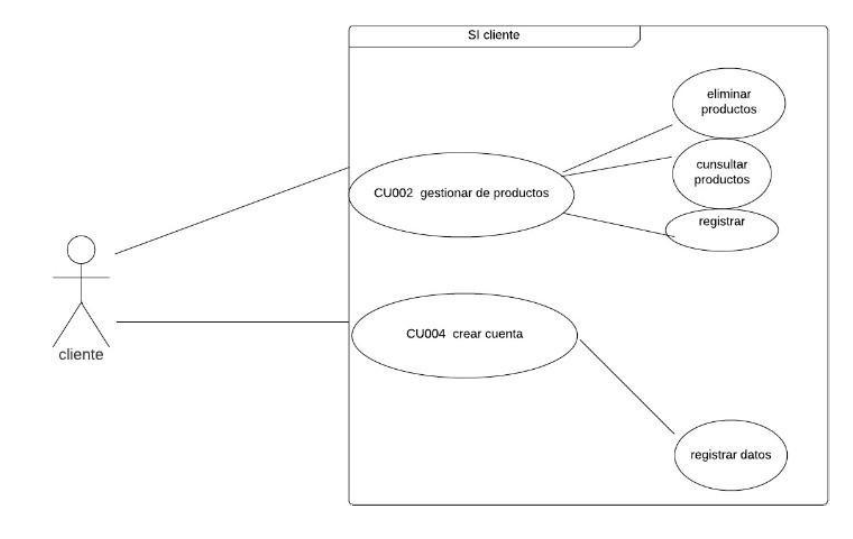 SI cliente
eliminar
productos
cunsultar
productos
CU002  gestionar de productos
registrar
CU004  crear cuenta
cliente
registrar datos